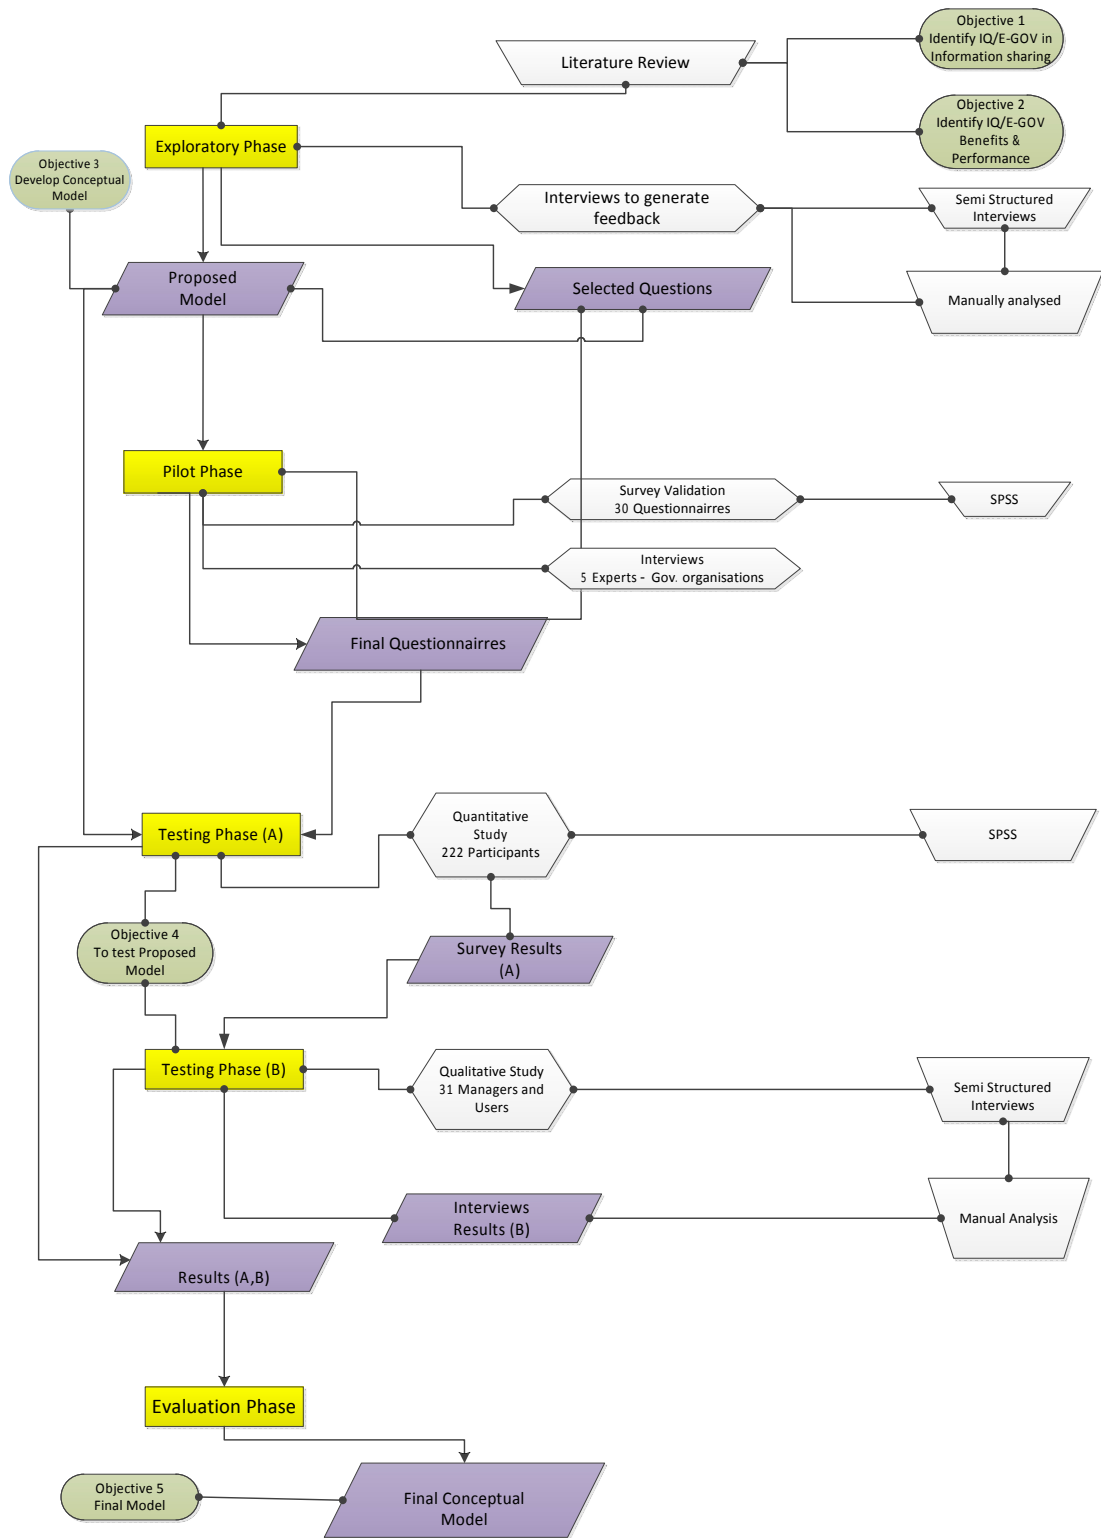 Objective 1
Identify IQ/E-GOV in
Information sharing
Literature Review
Objective 2
Identify IQ/E-GOV
Benefits &
Performance
Exploratory Phase
Objective 3
Develop Conceptual
Model
Interviews to generate
feedback
Semi Structured
Interviews
Proposed
Model
Selected Questions
Manually analysed
Pilot Phase
Survey Validation
30 Questionnairres
SPSS
Interviews
5 Experts - Gov. organisations
Final Questionnairres
Testing Phase (A)
Quantitative
Study
222 Participants
SPSS
Objective 4
To test Proposed
Model
Survey Results
(A)
Testing Phase (B)
Qualitative Study
31 Managers and
Users
Semi Structured
Interviews
Interviews
Results (B)
Manual Analysis
Results (A,B)
Evaluation Phase
Objective 5
Final Model
Final Conceptual
Model